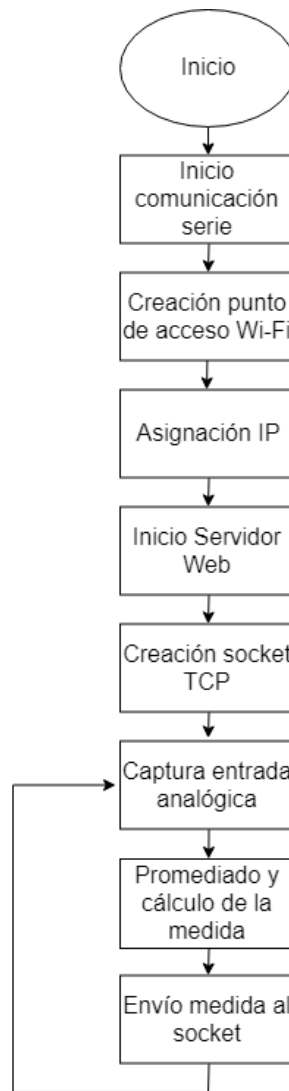 Inicio
Inicio
comunicación
serie
Creación punto
de acceso Wi-Fi
Asignación IP
Inicio Servidor
Web
Creación socket
TCP
Captura entrada
analógica
Promediado y
cálculo de la
medida
Envío medida al
socket